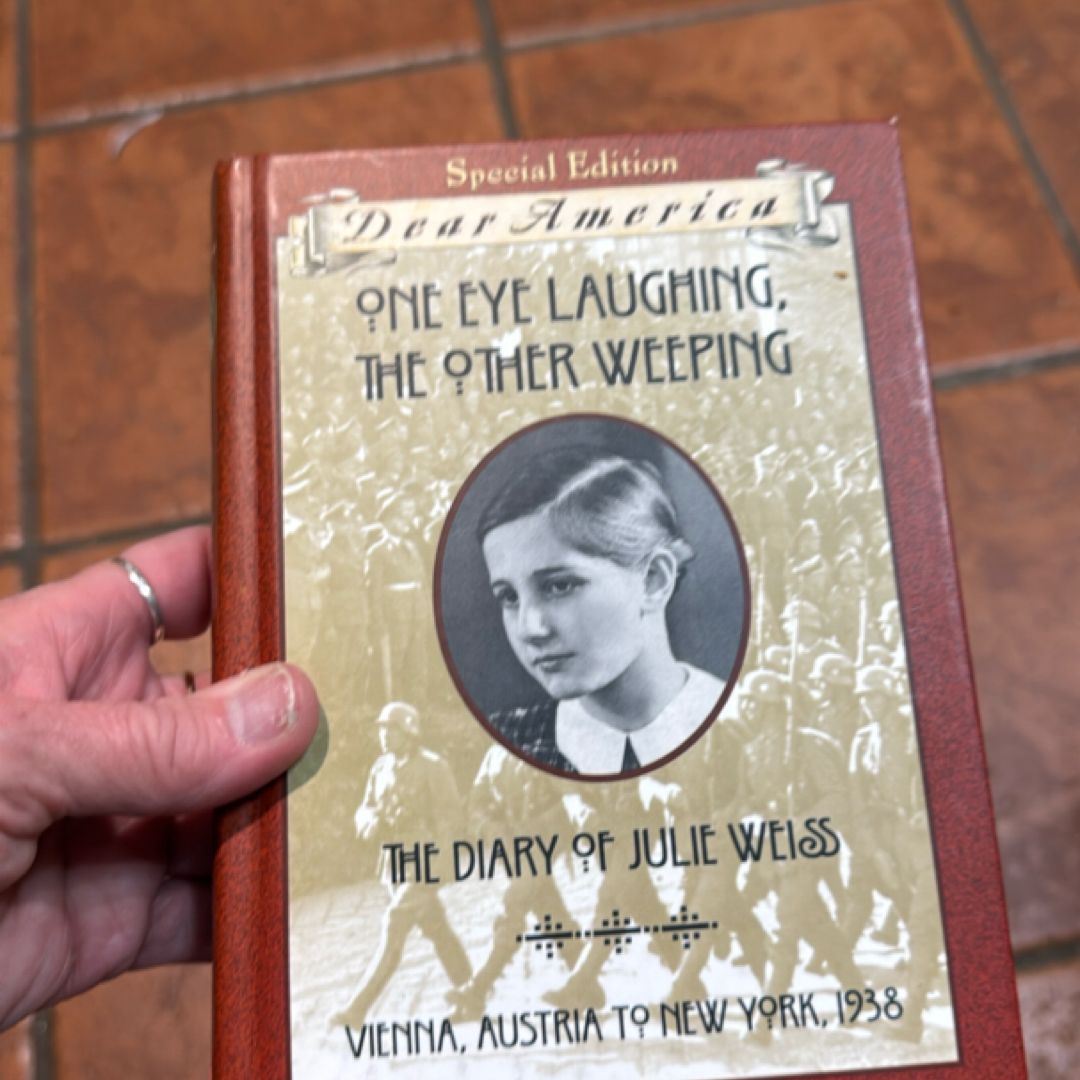 Special Edition
Dear America
ONE EYE LAUGHING,
THE OTHER WEEPING
THE DIARY OF JULIE WEISS
VIENNA, AUSTRIA TO NEW YORK, 1938